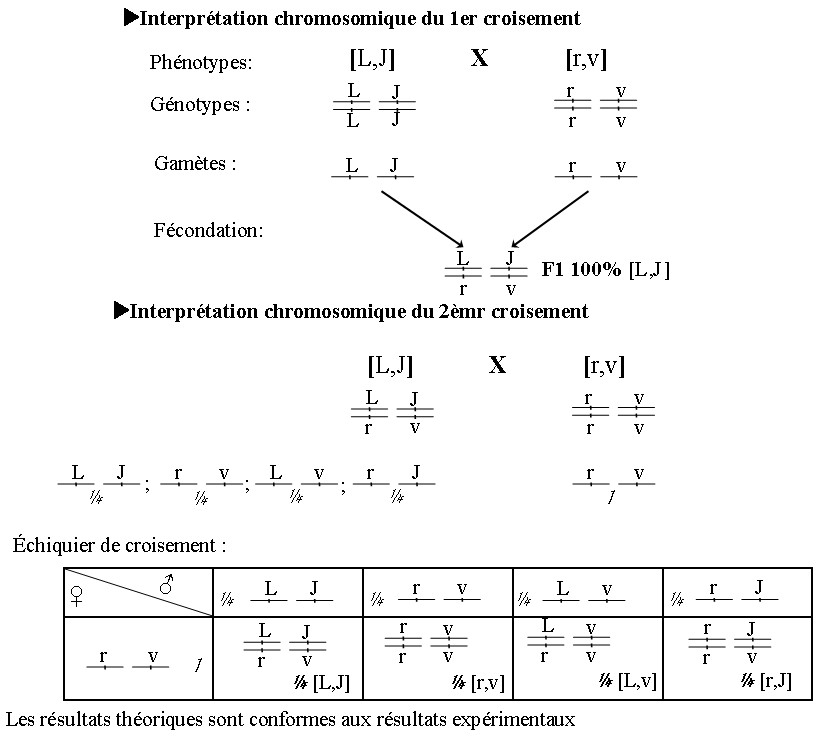 ▶Interprétation chromosomique du 1er croisement
Phénotypes: [L,J] X [r,v]
L J r v
Génotypes :
L J r v
Gamètes : L J r v
Fécondation:
L J
F1 100% [L,J]
r v
▶Interprétation chromosomique du 2èmr croisement
[L,J] X [r,v]
L J r v
r v r v
L J ; r v ; L v ; r J r v
¼ ¼ ¼ ¼ 1
Échiquier de croisement :
♀ ♂ ¼ L J ¼ r v ¼ L v ¼ r J
L J r v L v r J
r v 1 r v r v r v r v
¼ [L,J] ¼ [r,v] ¼ [L,v] ¼ [r,J]
Les résultats théoriques sont conformes aux résultats expérimentaux